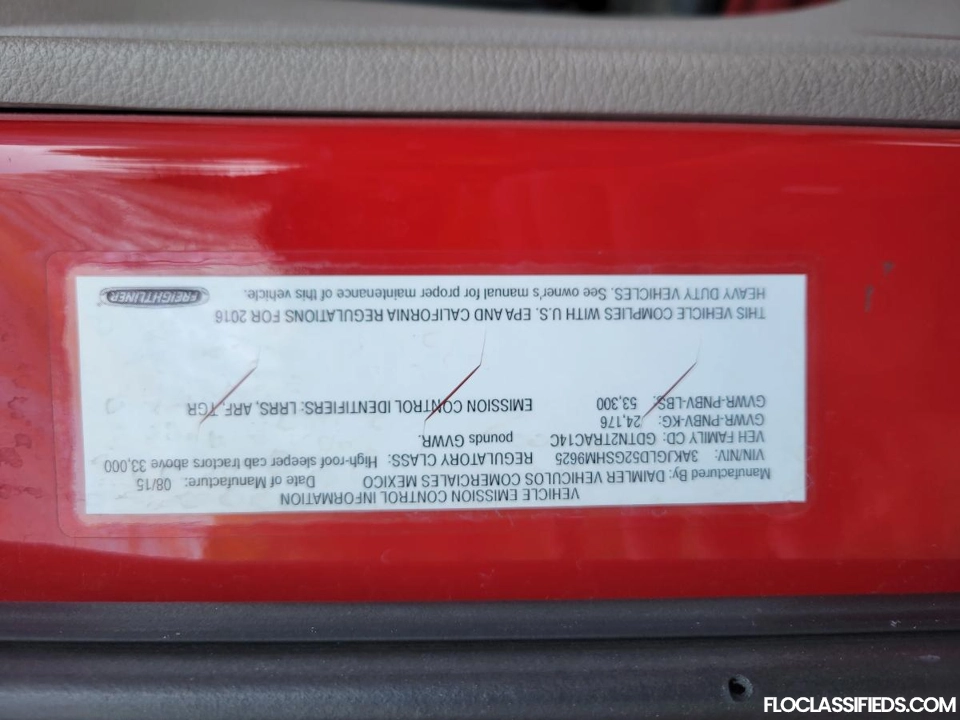 VEHICLE EMISSION CONTROL INFORMATION
Manufactured By: DAIMLER VEHICULOS COMERCIALES MEXICO Date of Manufacture: 08/15
VIN/NIV: 3AKJGLD52GSHM9625 REGULATORY CLASS: High-roof sleeper cab tractors above 33,000
VEH FAMILY CD: GDTN2TRAC14C pounds GVWR.
GVWR-PNBV-KG: 24,176
GVWR-PNBV-LBS: 53,300 EMISSION CONTROL IDENTIFIERS: LRRS, ARF, TGR
THIS VEHICLE COMPLIES WITH U.S. EPA AND CALIFORNIA REGULATIONS FOR 2016
HEAVY DUTY VEHICLES. See owner's manual for proper maintenance of this vehicle.
FREIGHTLINER
FLOCLASSIFIEDS.COM